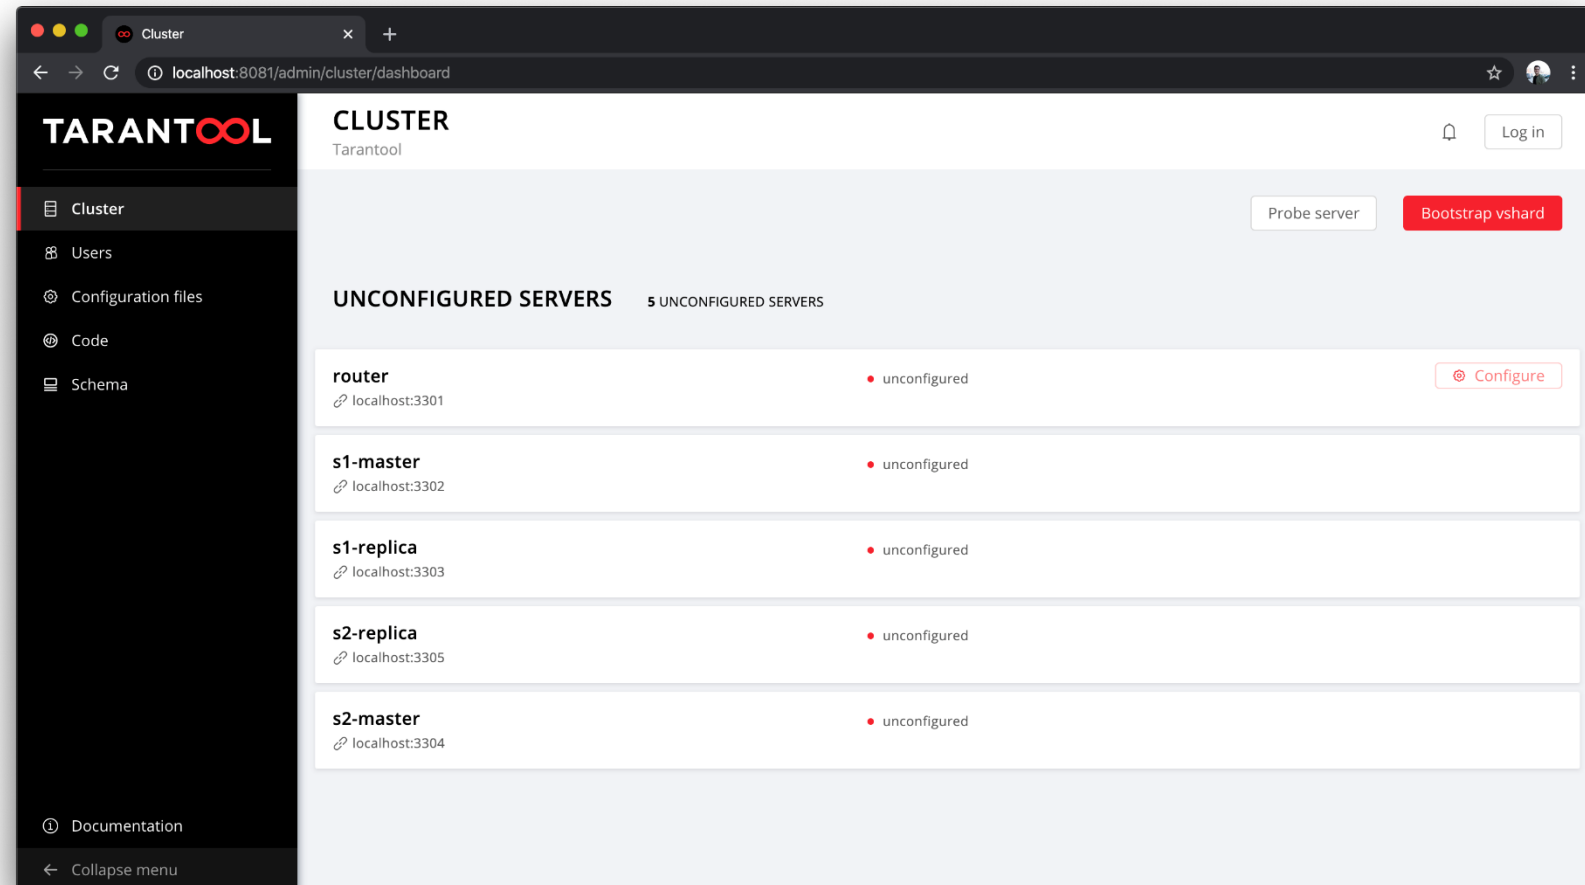 Cluster
localhost:8081/admin/cluster/dashboard
TARANTOOL
Cluster
Users
Configuration files
Code
Schema
Documentation
Collapse menu
CLUSTER
Tarantool
Log in
Probe server
Bootstrap vshard
UNCONFIGURED SERVERS 5 UNCONFIGURED SERVERS
router
unconfigured
Configure
localhost:3301
s1-master
unconfigured
localhost:3302
s1-replica
unconfigured
localhost:3303
s2-replica
unconfigured
localhost:3305
s2-master
unconfigured
localhost:3304